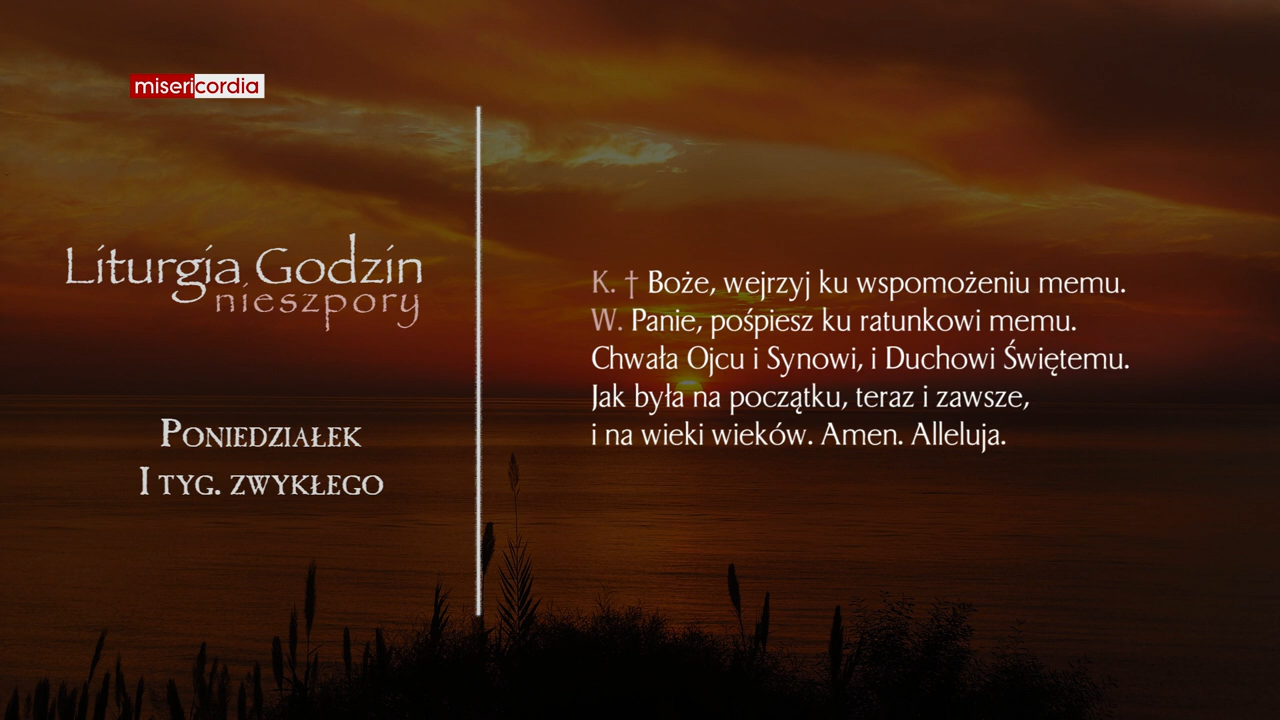 misericordia
Liturgia Godzin
nieszpory
Poniedziałek
I tyg. zwykłego
K. † Boże, wejrzyj ku wspomożeniu memu.
W. Panie, pośpiesz ku ratunkowi memu.
Chwała Ojcu i Synowi, i Duchowi Świętemu.
Jak była na początku, teraz i zawsze,
i na wieki wieków. Amen. Alleluja.